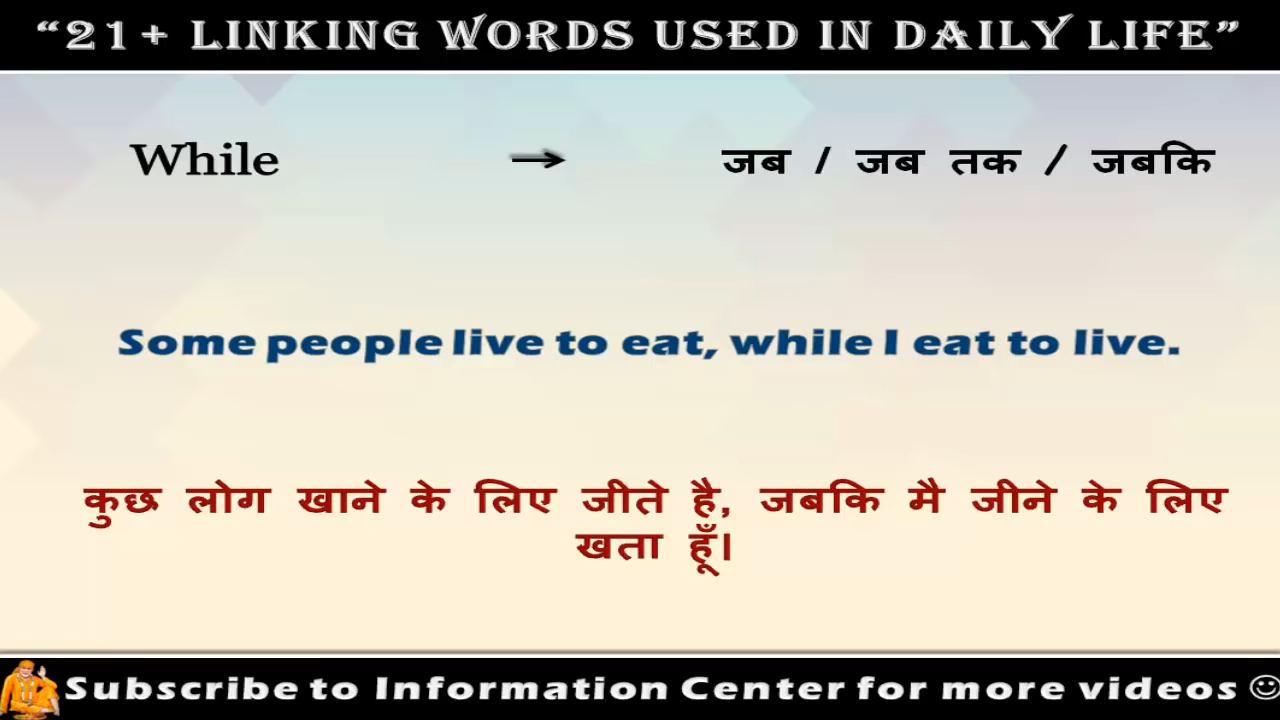 “21+ LINKING WORDS USED IN DAILY LIFE”
While → जब / जब तक / जबकि
Some people live to eat, while I eat to live.
कुछ लोग खाने के लिए जीते है, जबकि मै जीने के लिए
खता हूँ।
Subscribe to Information Center for more videos ☺